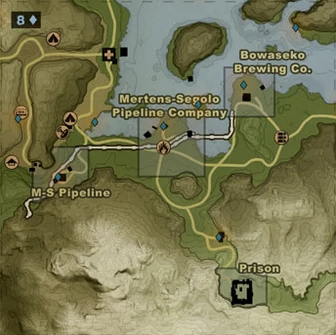 8
Bowaseko
Brewing Co.
Mertens-Segolo
Pipeline Company
M-S Pipeline
Prison